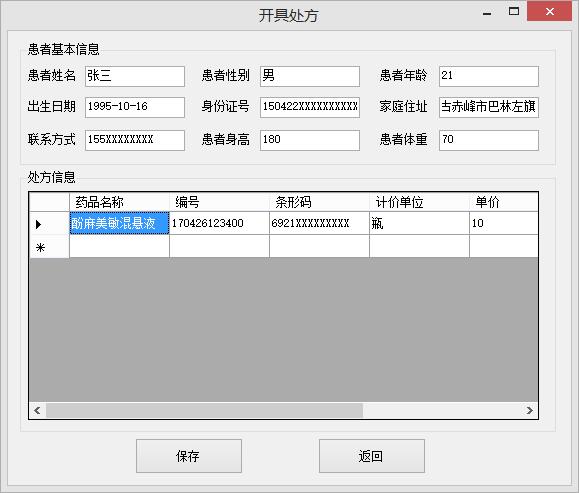 开具处方
患者基本信息
患者姓名 张三 患者性别 男 患者年龄 21
出生日期 1995-10-16 身份证号 150422XXXXXXXXXX 家庭住址 古赤峰市巴林左旗
联系方式 155XXXXXXXX 患者身高 180 患者体重 70
处方信息
药品名称 编号 条形码 计价单位 单价
酚麻美敏混悬液 170426123400 6921XXXXXXXXX 瓶 10
保存 返回